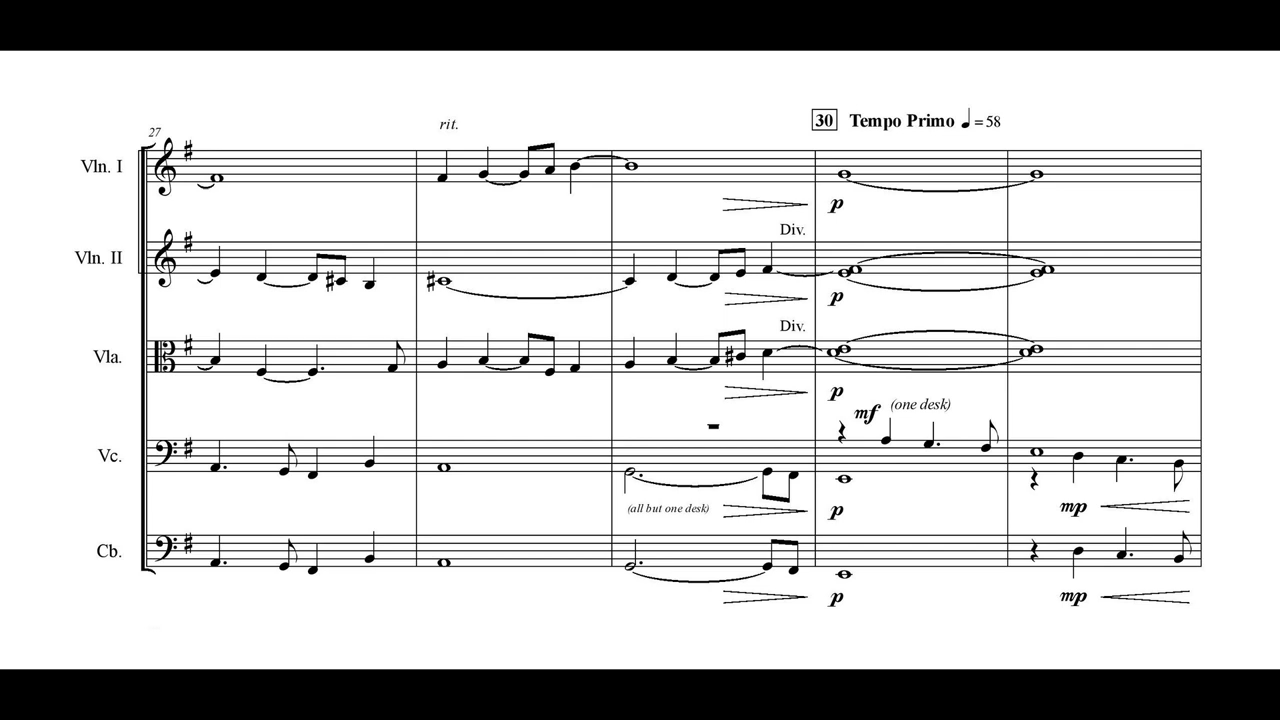 30 Tempo Primo ♩ = 58
27
rit.
Vln. I
p
Vln. II
Div.
p
Vla.
Div.
p
mf (one desk)
Vc.
(all but one desk)
p
mp
Cb.
p
mp